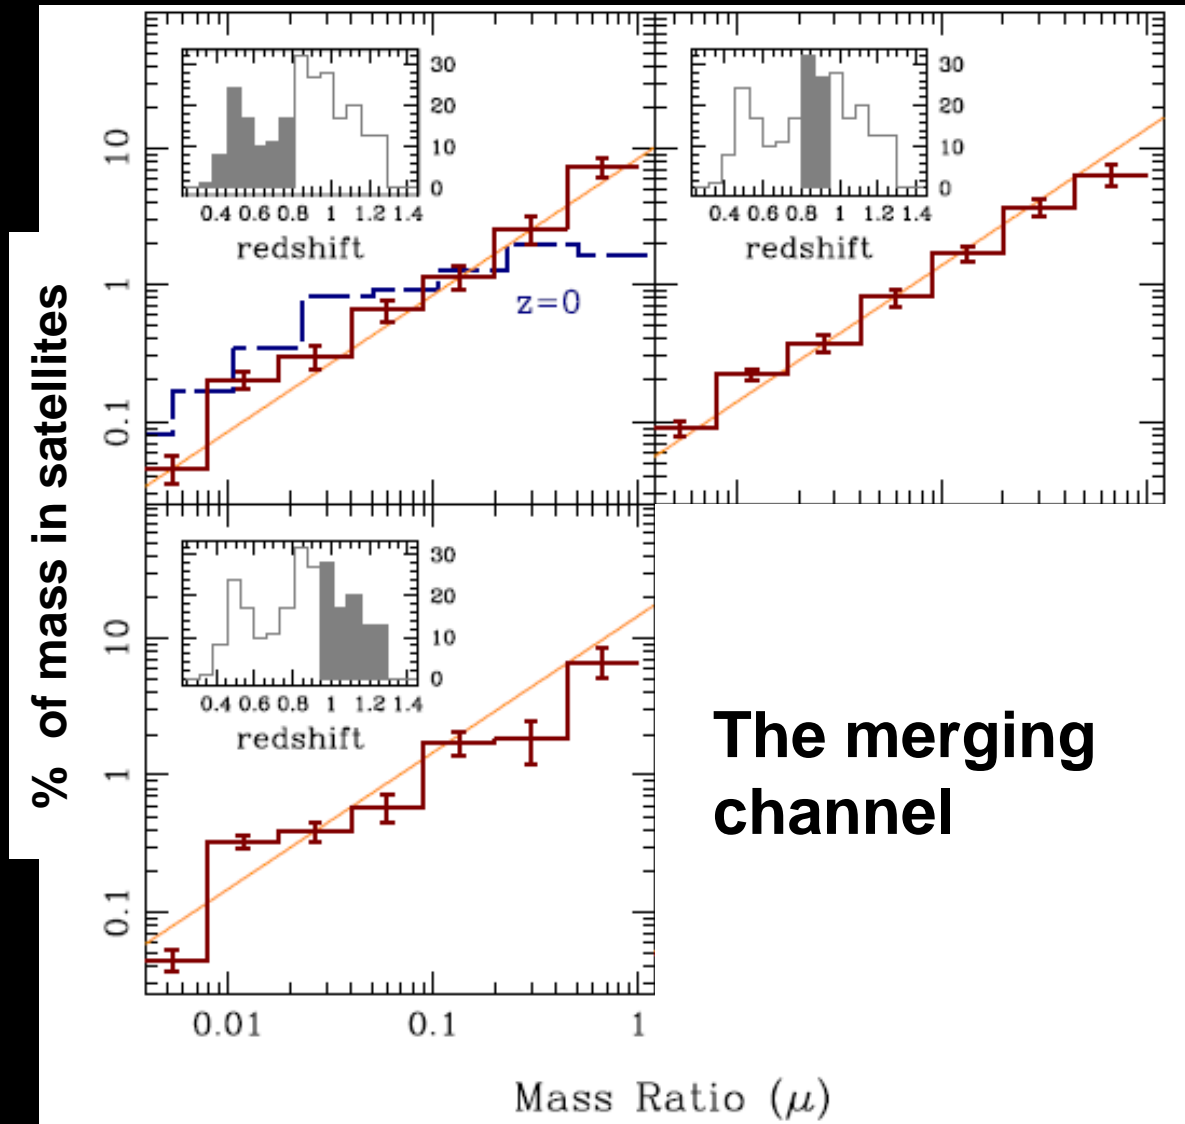 % of mass in satellites
30
20
10
0
0.4 0.6 0.8 1 1.2 1.4
redshift
10
1
0.1
z=0
30
20
10
0
0.4 0.6 0.8 1 1.2 1.4
redshift
30
20
10
0
0.4 0.6 0.8 1 1.2 1.4
redshift
10
1
0.1
The merging
channel
0.01 0.1 1
Mass Ratio (μ)